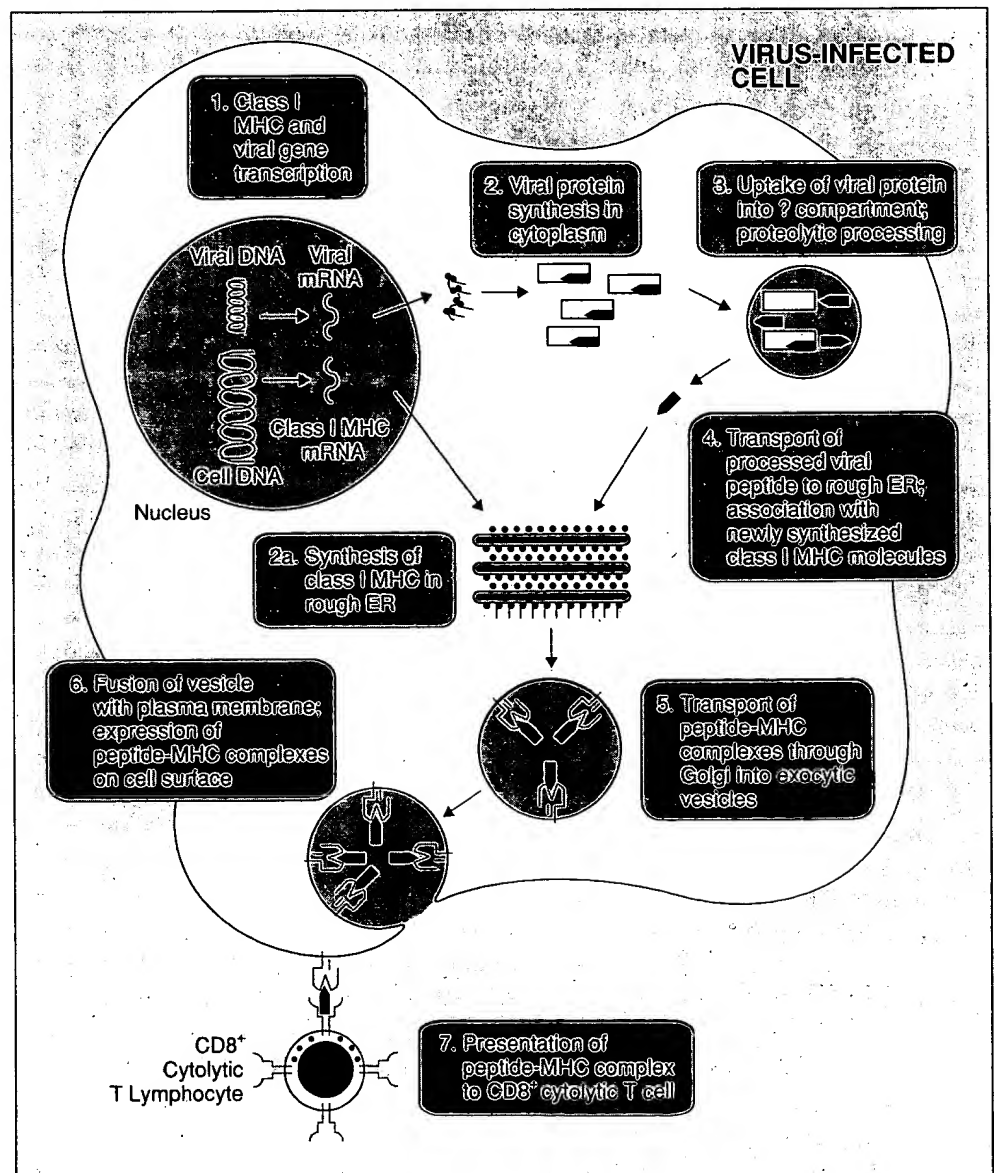 VIRUS-INFECTED
CELL
1. Class I
MHC and
viral gene
transcription
2. Viral protein
synthesis in
cytoplasm
3. Uptake of viral protein
into ? compartment;
proteolytic processing
Viral DNA
Viral
mRNA
Class I MHC
mRNA
Cell DNA
Nucleus
4. Transport of
processed viral
peptide to rough ER;
association with
newly synthesized
class I MHC molecules
2a. Synthesis of
class I MHC in
rough ER
6. Fusion of vesicle
with plasma membrane;
expression of
peptide-MHC complexes
on cell surface
5. Transport of
peptide-MHC
complexes through
Golgi into exocytic
vesicles
CD8⁺
Cytolytic
T Lymphocyte
7. Presentation of
peptide-MHC complex
to CD8⁺ cytolytic T cell